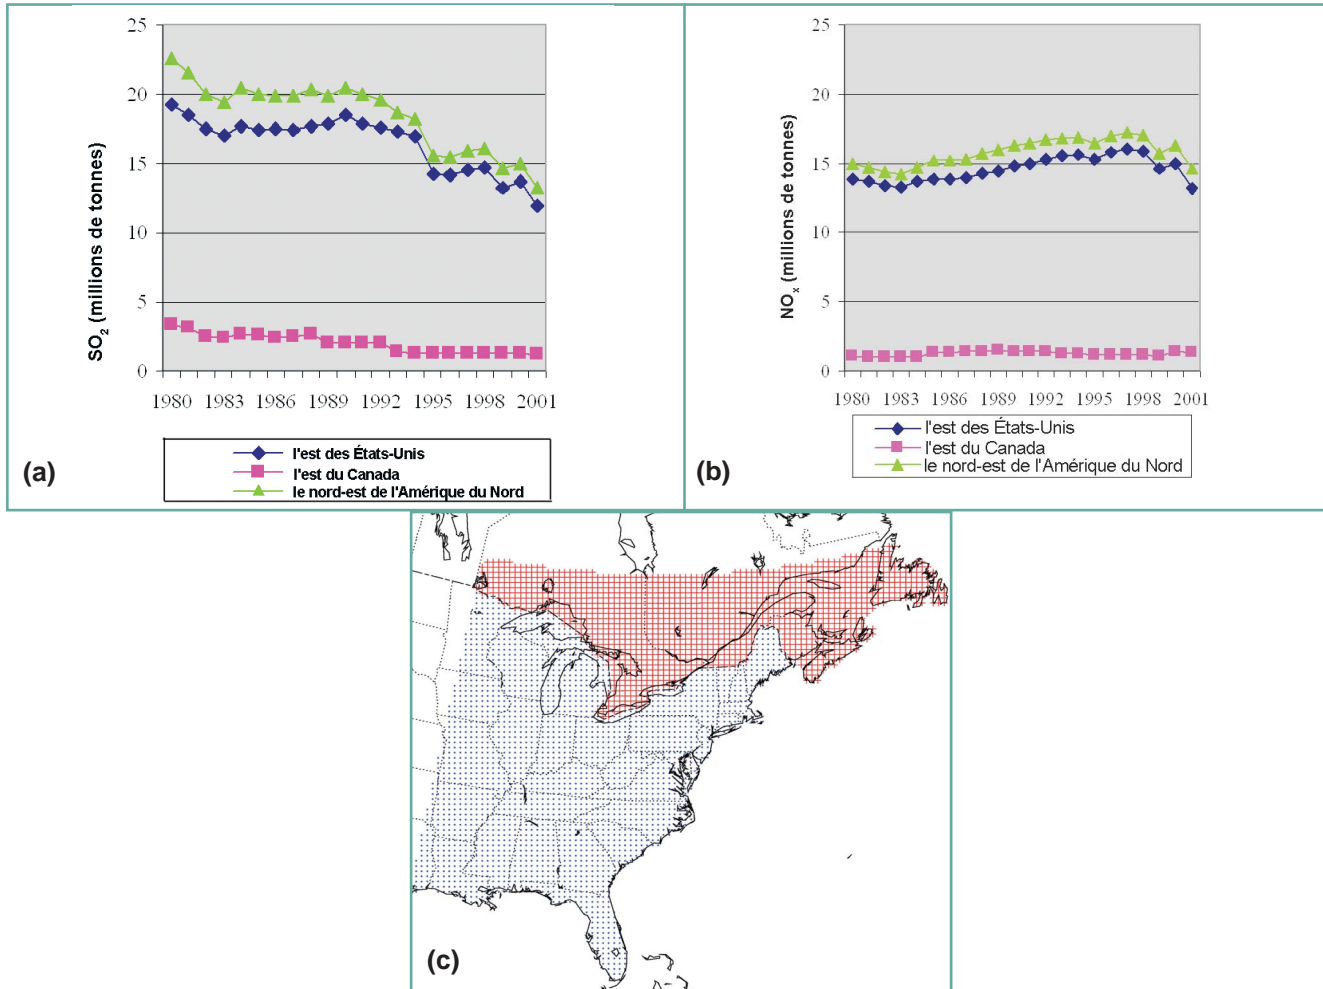 25
20
15
10
5
0
SO2 (millions de tonnes)
1980 1983 1986 1989 1992 1995 1998 2001
l'est des États-Unis
l'est du Canada
le nord-est de l'Amérique du Nord
(a)
25
20
15
10
5
0
NOx (millions de tonnes)
1980 1983 1986 1989 1992 1995 1998 2001
l'est des États-Unis
l'est du Canada
le nord-est de l'Amérique du Nord
(b)
(c)